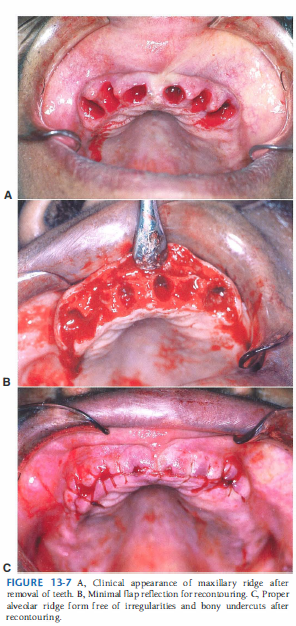 A
B
C
FIGURE 13-7 A, Clinical appearance of maxillary ridge after
removal of teeth. B, Minimal flap reflection for recontouring. C, Proper
alveolar ridge form free of irregularities and bony undercuts after
recontouring.